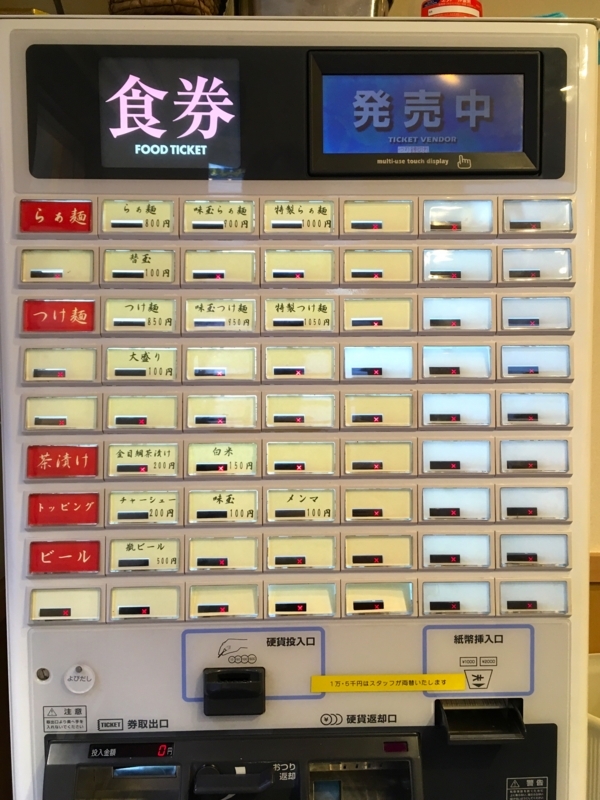 食券
FOOD TICKET
発売中
TICKET VENDOR
multi-use touch display
らぁ麺 らぁ麺 800円 味玉らぁ麺 900円 特製らぁ麺 1000円
替玉 100円
つけ麺 つけ麺 850円 味玉つけ麺 950円 特製つけ麺 1050円
大盛り 100円
茶漬け 金目鯛茶漬け 200円 白米 150円
トッピング チャーシュー 200円 味玉 100円 メンマ 100円
ビール 瓶ビール 500円
硬貨投入口
紙幣挿入口
よびだし
1万・5千円はスタッフが両替いたします
注意
TICKET 券取出口
硬貨返却口
投入金額 0円
おつり
返却
警告